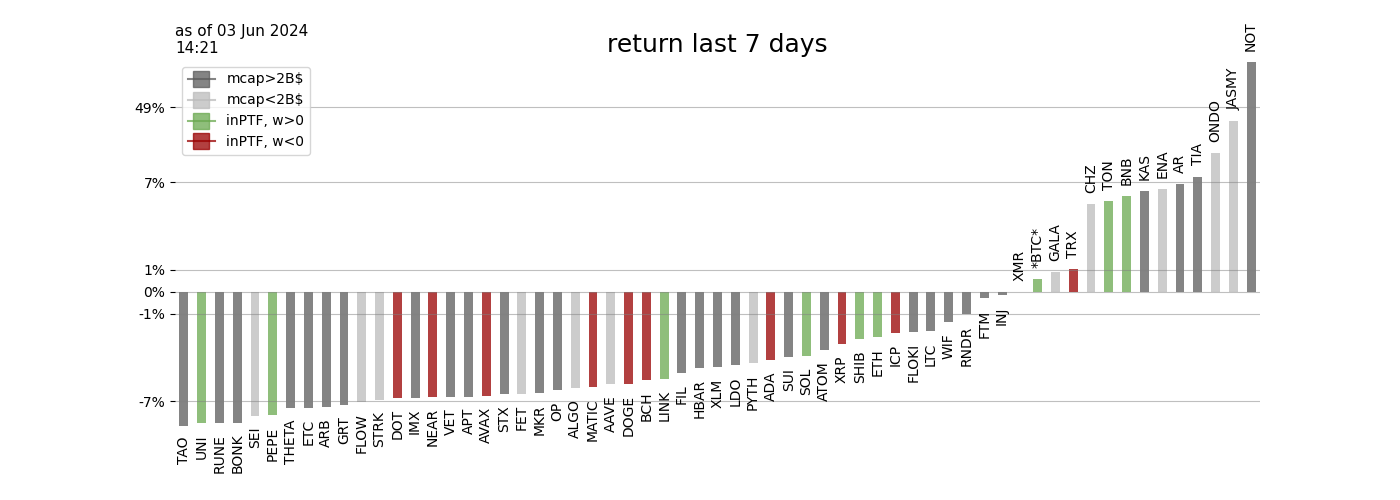 as of 03 Jun 2024
14:21
return last 7 days
mcap>2B$
mcap<2B$
inPTF, w>0
inPTF, w<0
49%
7%
1%
0%
-1%
-7%
TAO
UNI
RUNE
BONK
SEI
PEPE
THETA
ETC
ARB
GRT
FLOW
STRK
DOT
IMX
NEAR
VET
APT
AVAX
STX
FET
MKR
OP
ALGO
MATIC
AAVE
DOGE
BCH
LINK
FIL
HBAR
XLM
LDO
PYTH
ADA
SUI
SOL
ATOM
XRP
SHIB
ETH
ICP
FLOKI
LTC
WIF
RNDR
FTM
INJ
XMR
*BTC*
GALA
TRX
CHZ
TON
BNB
KAS
ENA
AR
TIA
ONDO
JASMY
NOT